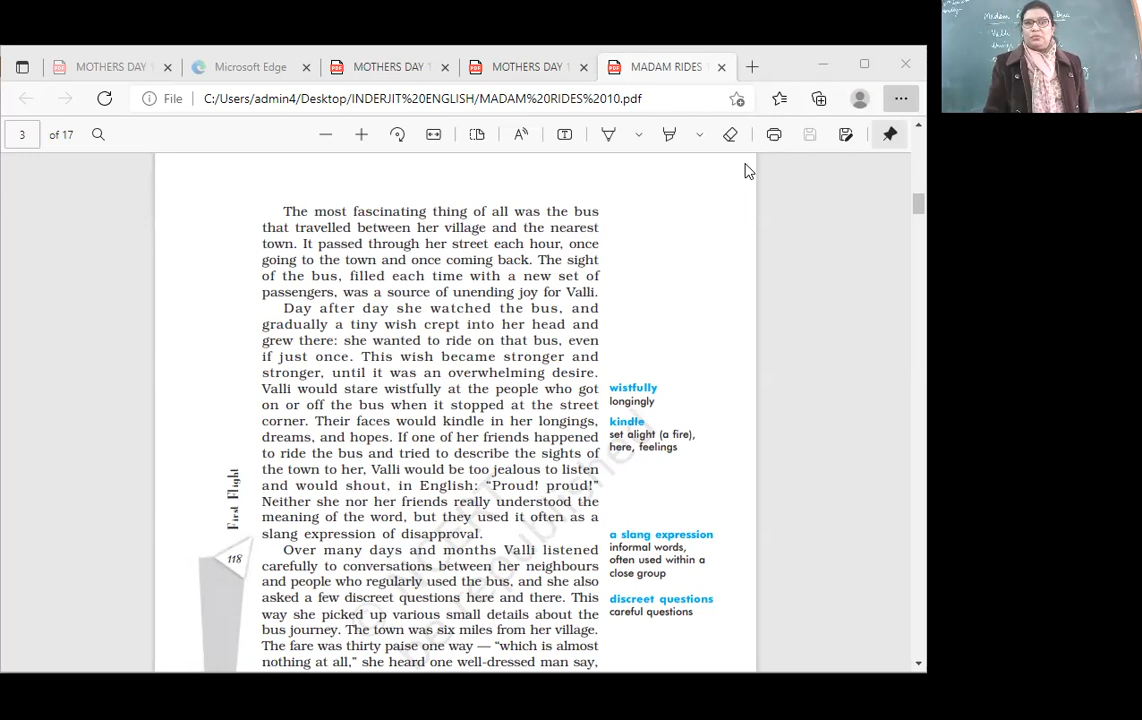 MOTHERS DAY 1
Microsoft Edge
MOTHERS DAY 1
MOTHERS DAY 1
MADAM RIDES 1
File
C:/Users/admin4/Desktop/INDERJIT%20ENGLISH/MADAM%20RIDES%2010.pdf
3 of 17
Madam
Bus
Valli
The most fascinating thing of all was the bus
that travelled between her village and the nearest
town. It passed through her street each hour, once
going to the town and once coming back. The sight
of the bus, filled each time with a new set of
passengers, was a source of unending joy for Valli.
Day after day she watched the bus, and
gradually a tiny wish crept into her head and
grew there: she wanted to ride on that bus, even
if just once. This wish became stronger and
stronger, until it was an overwhelming desire.
Valli would stare wistfully at the people who got
on or off the bus when it stopped at the street
corner. Their faces would kindle in her longings,
dreams, and hopes. If one of her friends happened
to ride the bus and tried to describe the sights of
the town to her, Valli would be too jealous to listen
and would shout, in English: “Proud! proud!”
Neither she nor her friends really understood the
meaning of the word, but they used it often as a
slang expression of disapproval.
Over many days and months Valli listened
carefully to conversations between her neighbours
and people who regularly used the bus, and she also
asked a few discreet questions here and there. This
way she picked up various small details about the
bus journey. The town was six miles from her village.
The fare was thirty paise one way — “which is almost
nothing at all,” she heard one well-dressed man say,
wistfully
longingly
kindle
set alight (a fire),
here, feelings
a slang expression
informal words,
often used within a
close group
discreet questions
careful questions
First Flight
118
© NCERT
be republished